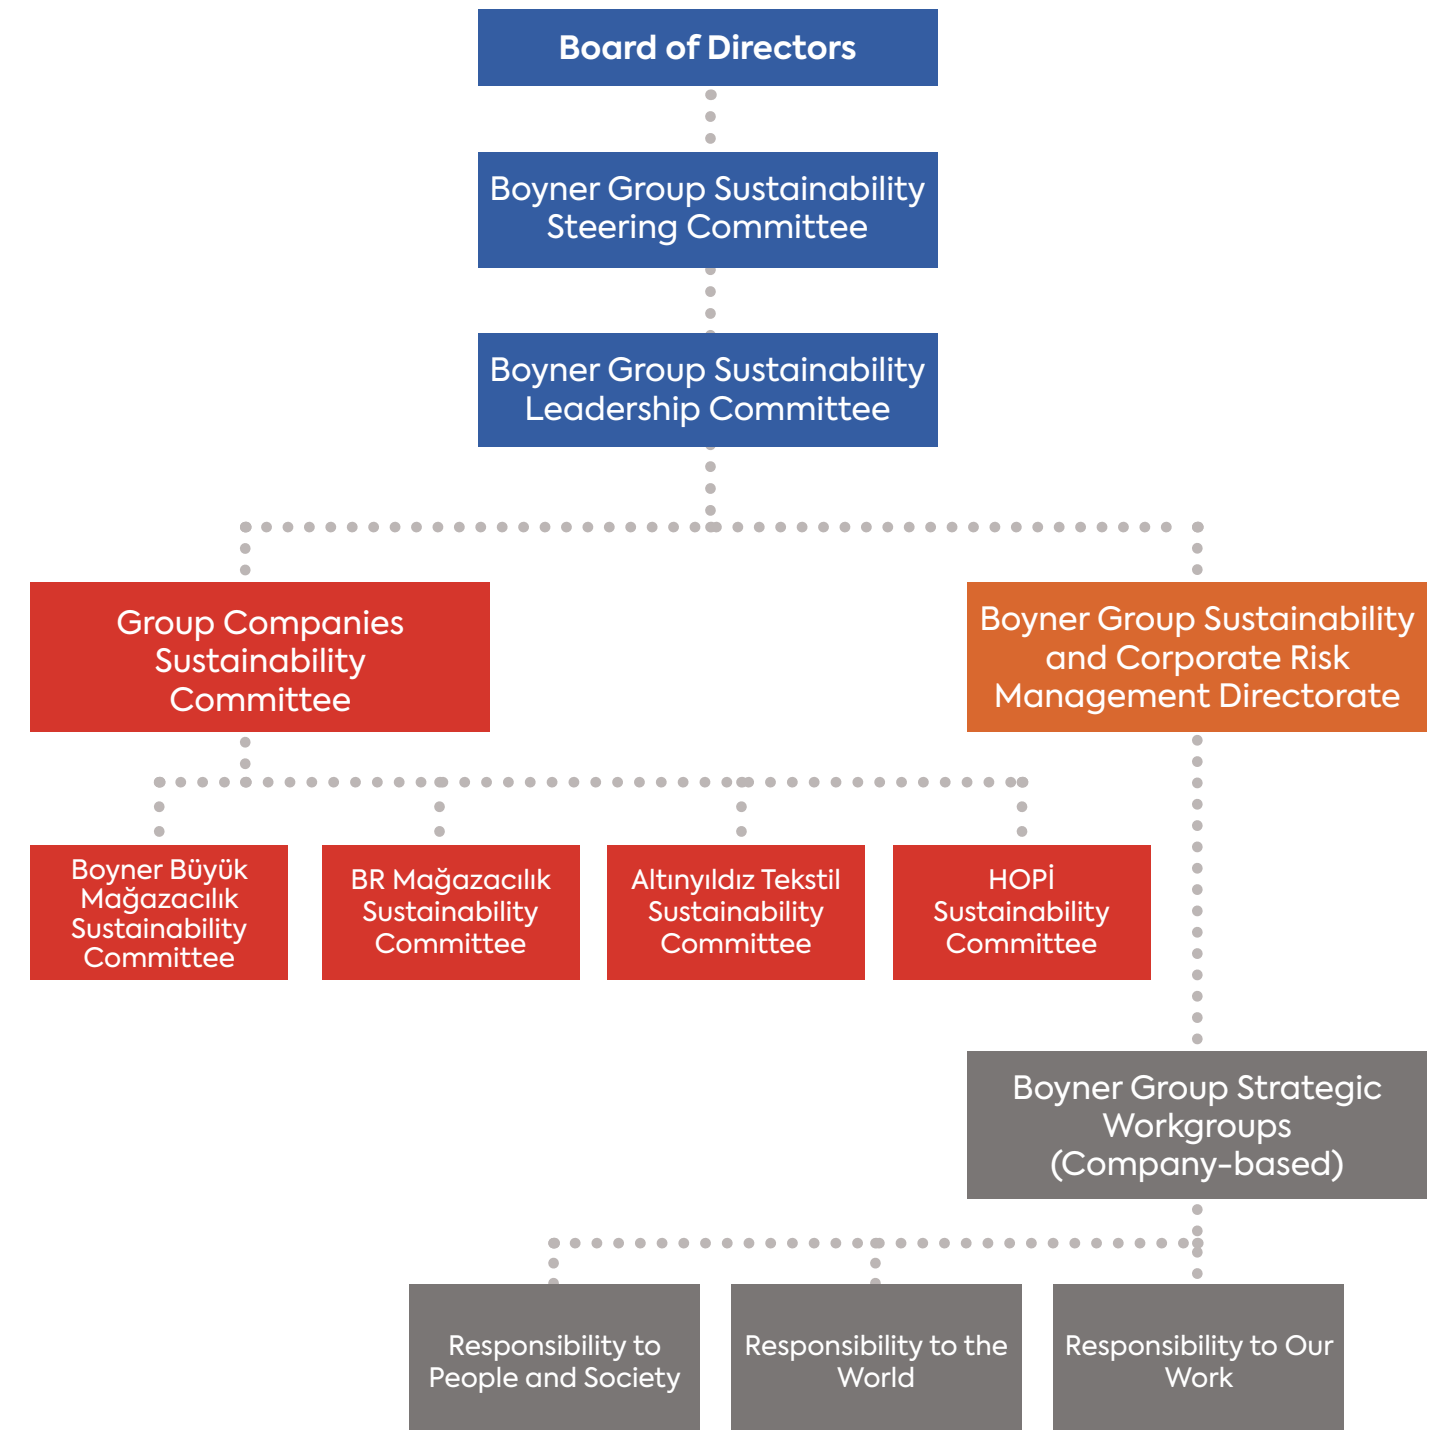 Board of Directors
Boyner Group Sustainability
Steering Committee
Boyner Group Sustainability
Leadership Committee
Group Companies
Sustainability
Committee
Boyner Group Sustainability
and Corporate Risk
Management Directorate
Boyner Büyük
Mağazacılık
Sustainability
Committee
BR Mağazacılık
Sustainability
Committee
Altınyıldız Tekstil
Sustainability
Committee
HOPİ
Sustainability
Committee
Boyner Group Strategic
Workgroups
(Company-based)
Responsibility to
People and Society
Responsibility to the
World
Responsibility to Our
Work